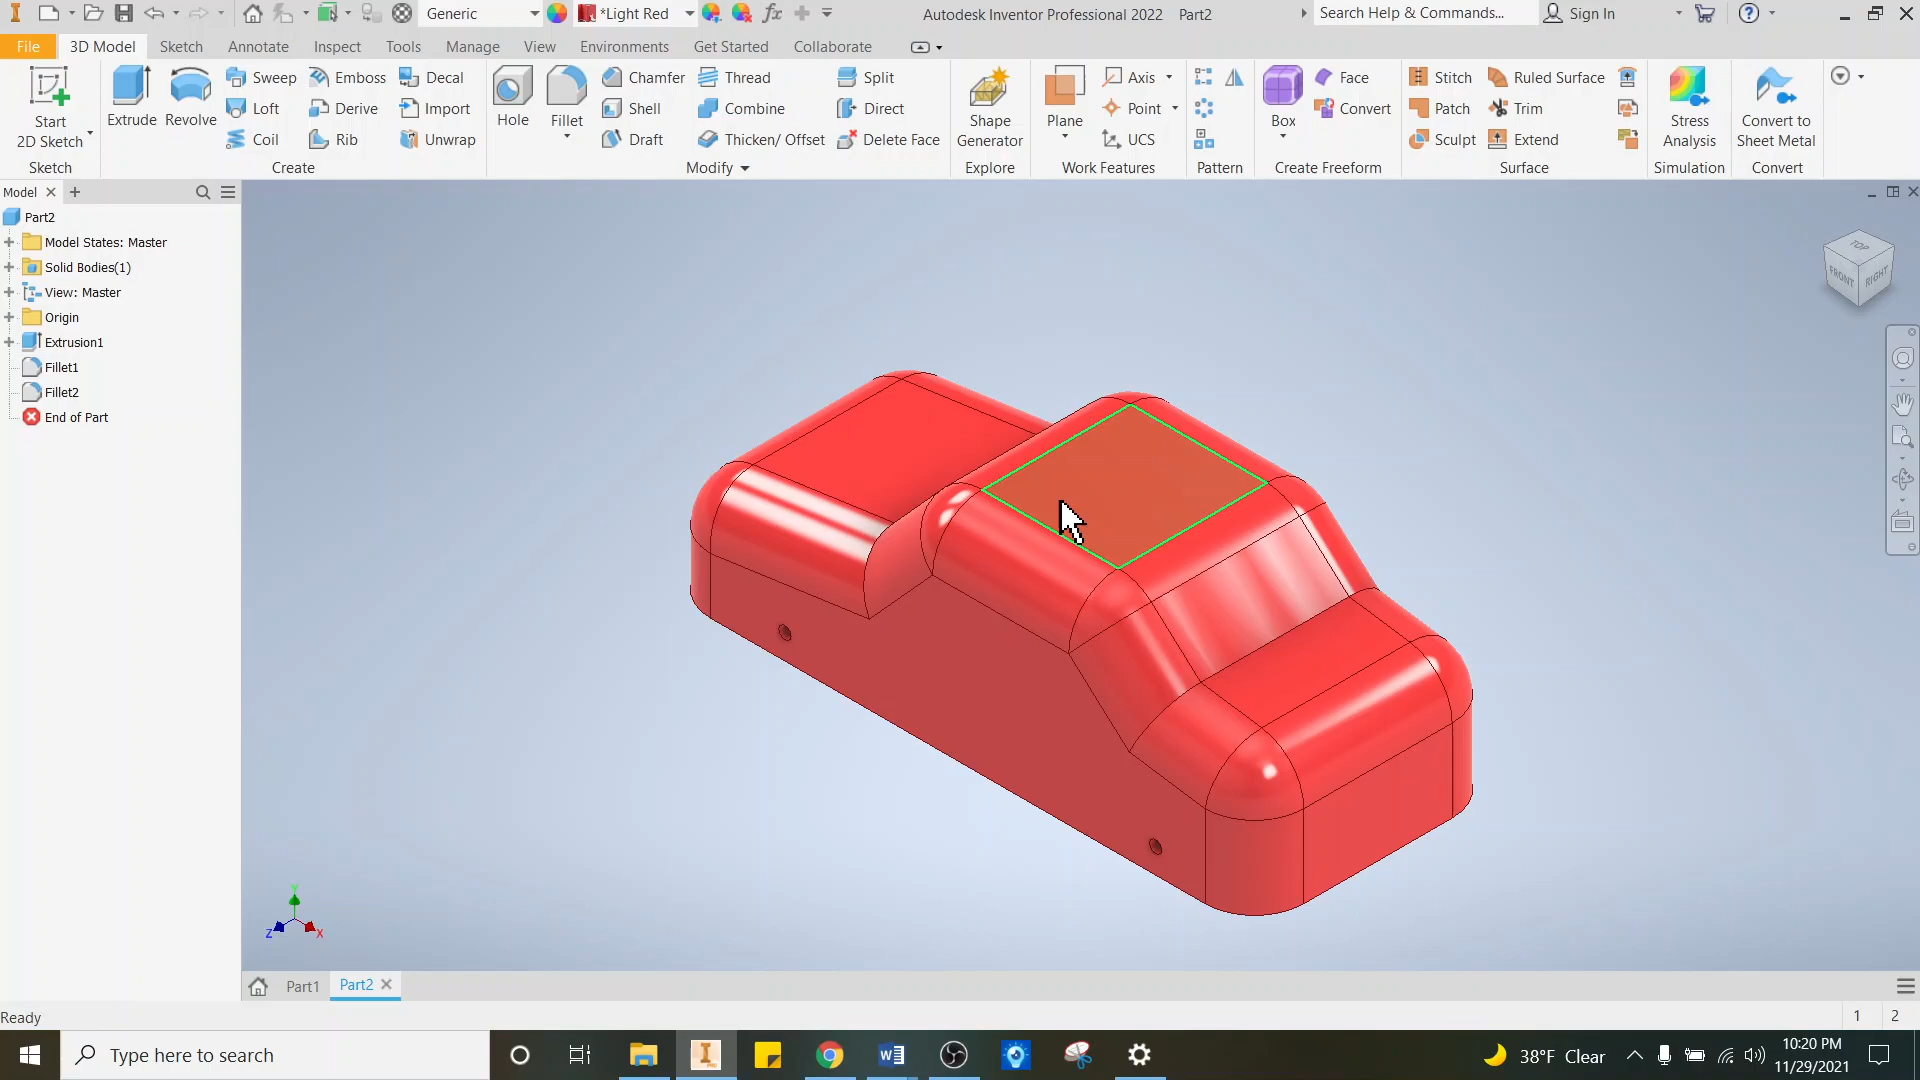 Generic *Light Red fx Autodesk Inventor Professional 2022 Part2 Search Help & Commands... Sign In
File 3D Model Sketch Annotate Inspect Tools Manage View Environments Get Started Collaborate
Start 2D Sketch Extrude Revolve Sweep Emboss Decal Hole Fillet Chamfer Thread Split Shape Generator Plane Axis Box Face Stitch Ruled Surface Stress Analysis Convert to Sheet Metal
Loft Derive Import Shell Combine Direct Point Convert Patch Trim
Coil Rib Unwrap Draft Thicken/ Offset Delete Face UCS Sculpt Extend
Sketch Create Modify Explore Work Features Pattern Create Freeform Surface Simulation Convert
Model
Part2
Model States: Master
Solid Bodies(1)
View: Master
Origin
Extrusion1
Fillet1
Fillet2
End of Part
TOP
FRONT RIGHT
Y
Z X
Part1 Part2
Ready 1 2
Type here to search 38°F Clear 10:20 PM
11/29/2021